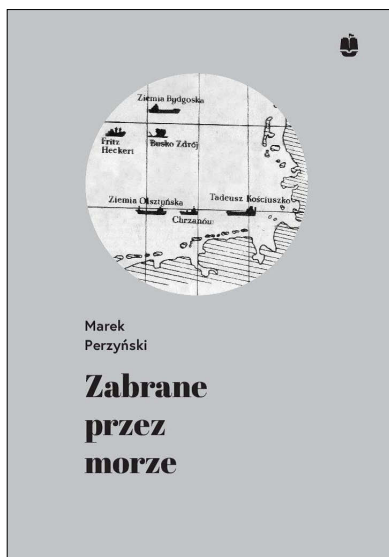 Ziemia Bydgoska
Fritz
Heckert
Busko Zdrój
Ziemia Olsztyńska
Tadeusz Kościuszko
Chrzanów
Marek
Perzyński
Zabrane
przez
morze